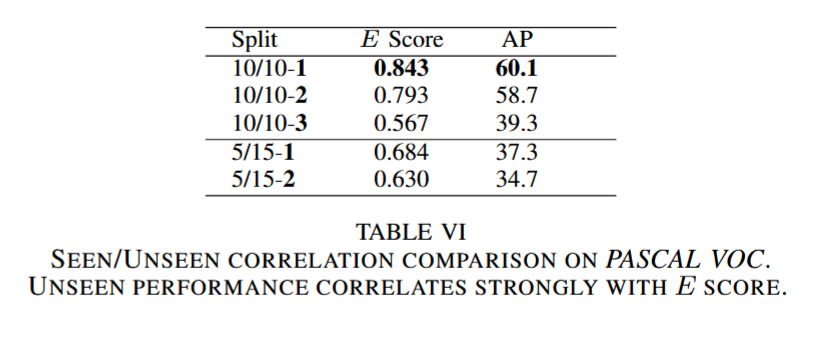 Split E Score AP
10/10-1 0.843 60.1
10/10-2 0.793 58.7
10/10-3 0.567 39.3
5/15-1 0.684 37.3
5/15-2 0.630 34.7
TABLE VI
SEEN/UNSEEN CORRELATION COMPARISON ON PASCAL VOC.
UNSEEN PERFORMANCE CORRELATES STRONGLY WITH E SCORE.